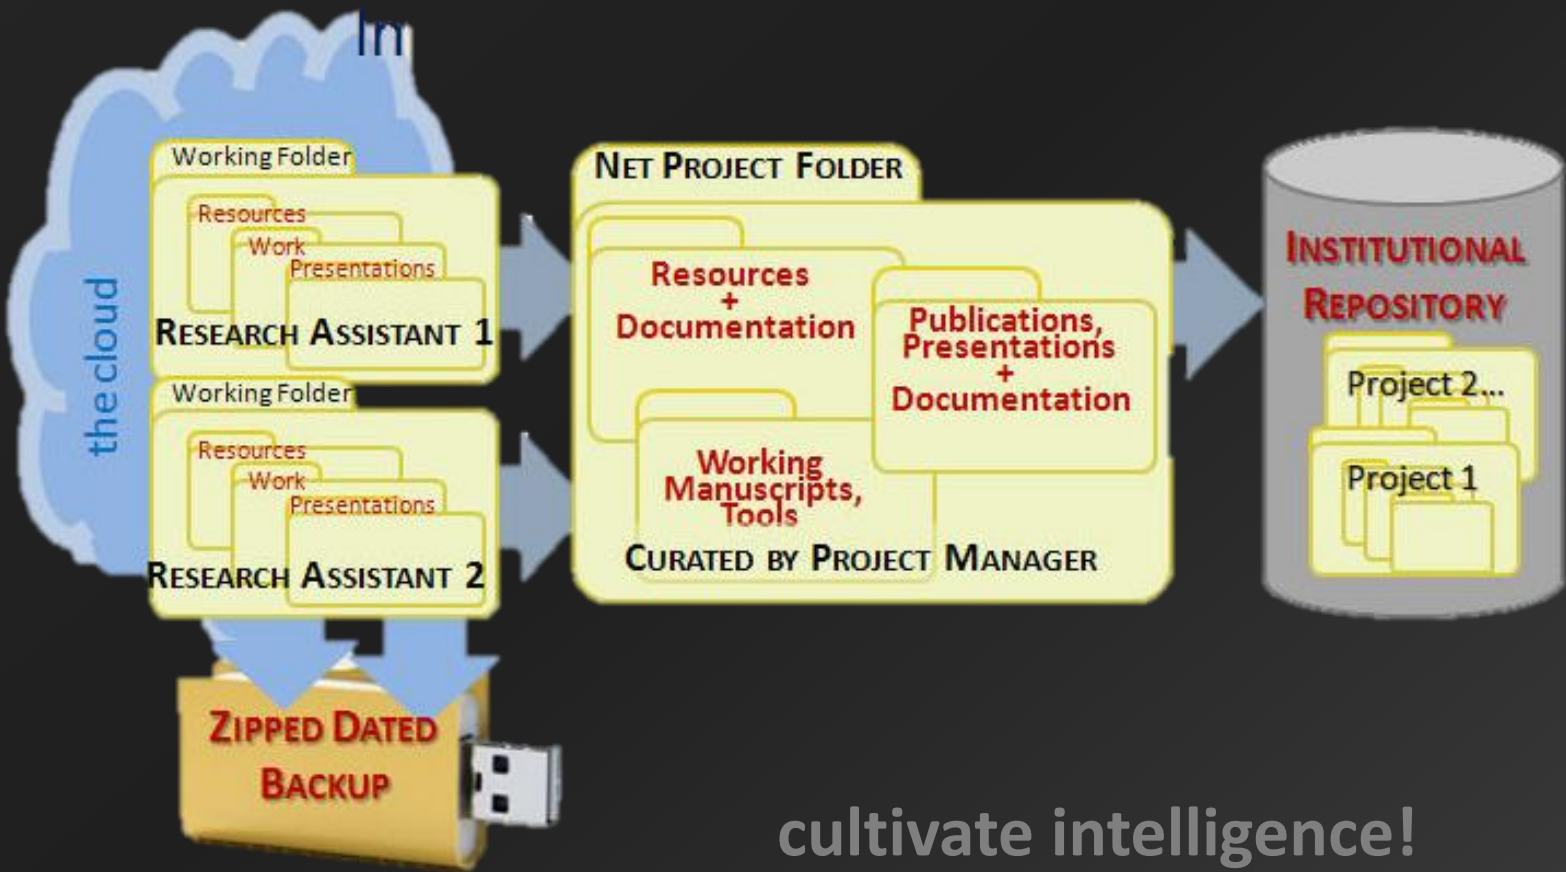 In
the cloud
Working Folder
Resources
Work
Presentations
RESEARCH ASSISTANT 1
Working Folder
Resources
Work
Presentations
RESEARCH ASSISTANT 2
ZIPPED DATED
BACKUP
NET PROJECT FOLDER
Resources
+
Documentation
Publications,
Presentations
+
Documentation
Working
Manuscripts,
Tools
CURATED BY PROJECT MANAGER
INSTITUTIONAL
REPOSITORY
Project 2...
Project 1
cultivate intelligence!